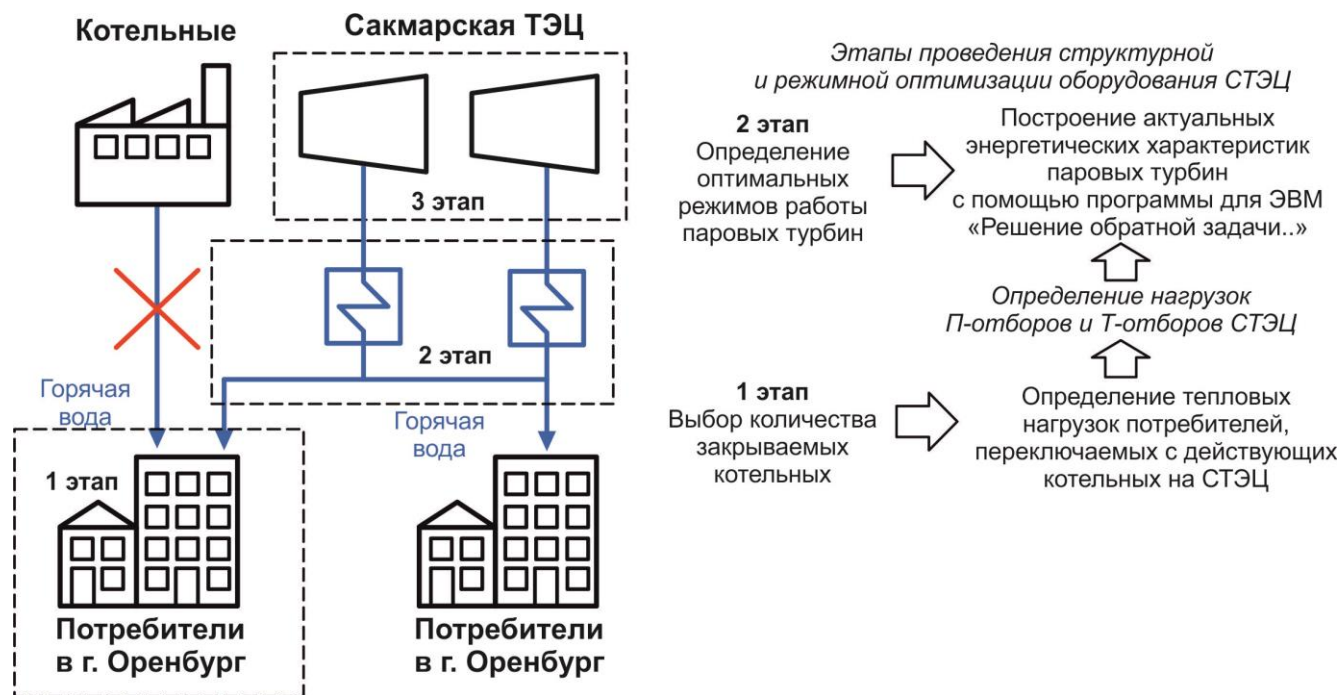 Котельные
Сакмарская ТЭЦ
3 этап
2 этап
Горячая
вода
Горячая
вода
1 этап
Потребители
в г. Оренбург
Потребители
в г. Оренбург
Этапы проведения структурной
и режимной оптимизации оборудования СТЭЦ
2 этап
Определение
оптимальных
режимов работы
паровых турбин
Построение актуальных
энергетических характеристик
паровых турбин
с помощью программы для ЭВМ
«Решение обратной задачи..»
Определение нагрузок
П-отборов и Т-отборов СТЭЦ
1 этап
Выбор количества
закрываемых
котельных
Определение тепловых
нагрузок потребителей,
переключаемых с действующих
котельных на СТЭЦ